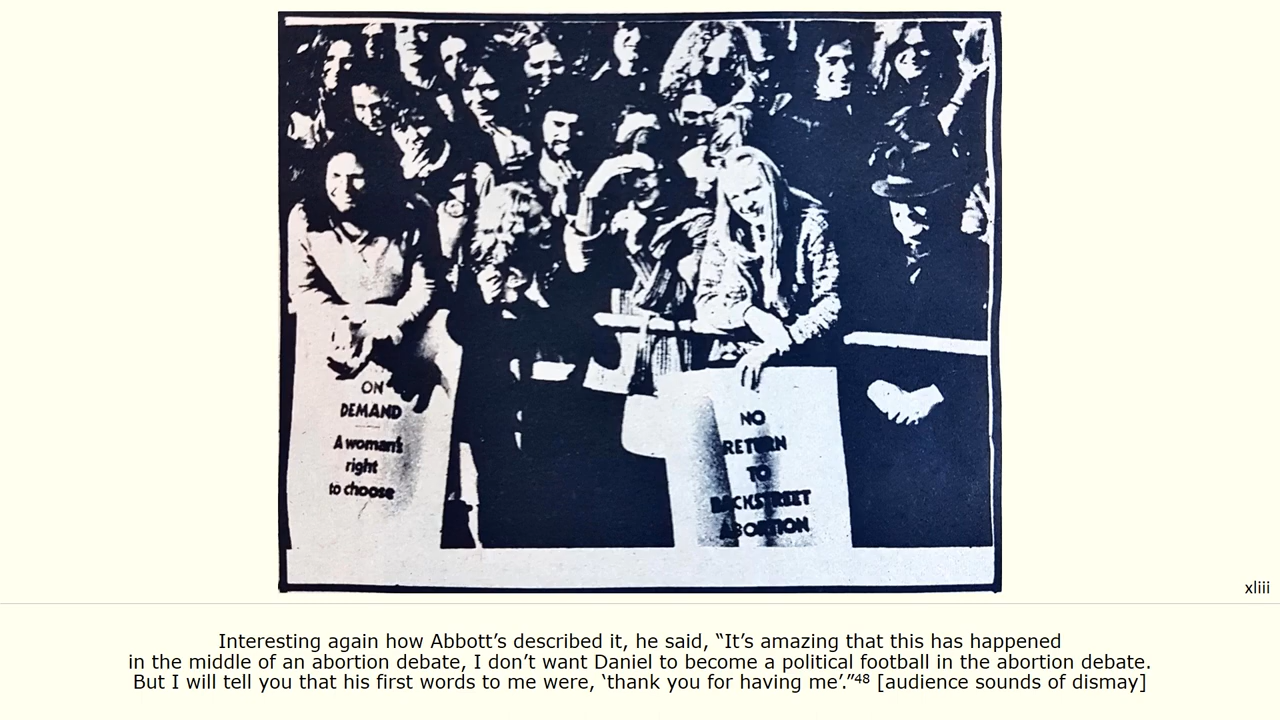 ON
DEMAND
A woman's
right
to choose
NO
RETURN
TO
BACKSTREET
ABORTION
xliii
Interesting again how Abbott’s described it, he said, “It’s amazing that this has happened
in the middle of an abortion debate, I don’t want Daniel to become a political football in the abortion debate.
But I will tell you that his first words to me were, ‘thank you for having me’.”⁴⁸ [audience sounds of dismay]